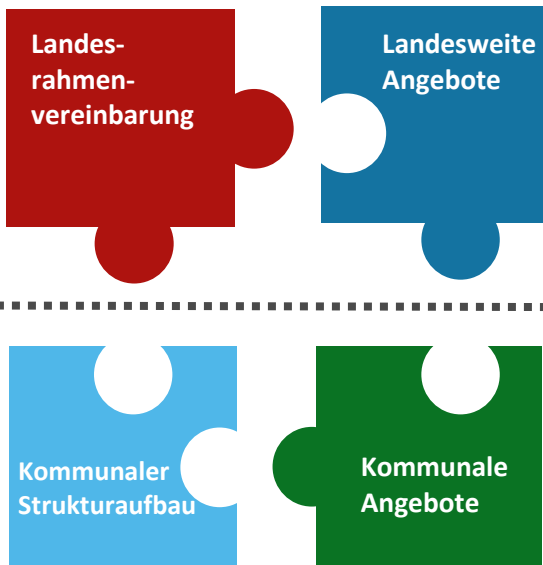 Landes-
rahmen-
vereinbarung
Landesweite
Angebote
Kommunaler
Strukturaufbau
Kommunale
Angebote